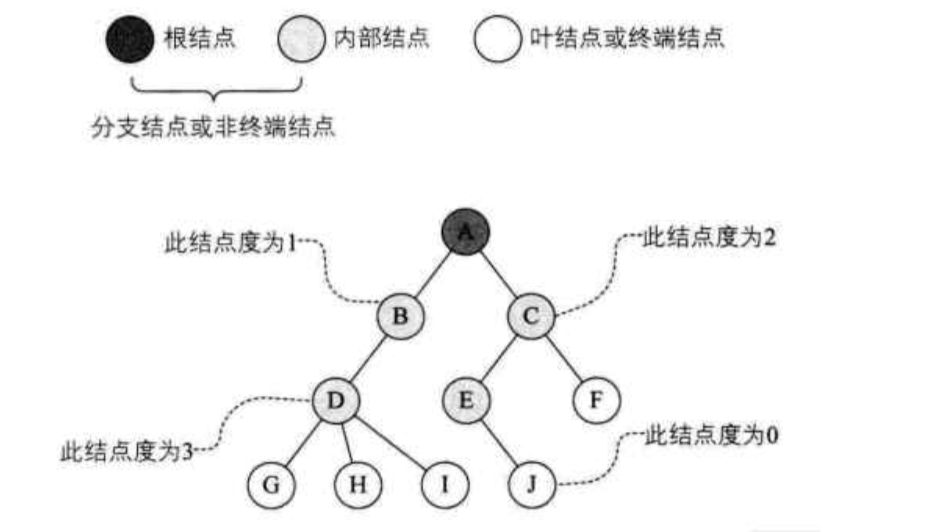 根结点 内部结点 叶结点或终端结点
分支结点或非终端结点
A
此结点度为1 此结点度为2
B C
D E F
此结点度为3 此结点度为0
G H I J